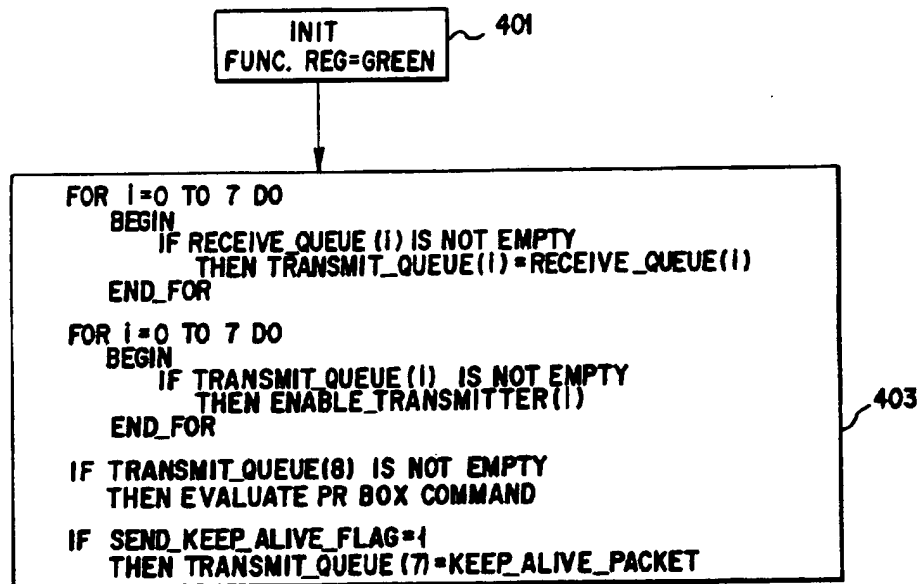 INIT
FUNC. REG=GREEN
401
FOR i=0 TO 7 DO
BEGIN
IF RECEIVE_QUEUE (i) IS NOT EMPTY
THEN TRANSMIT_QUEUE(i)=RECEIVE_QUEUE(i)
END_FOR
FOR i=0 TO 7 DO
BEGIN
IF TRANSMIT_QUEUE (i) IS NOT EMPTY
THEN ENABLE_TRANSMITTER(i)
END_FOR
403
IF TRANSMIT_QUEUE(8) IS NOT EMPTY
THEN EVALUATE PR BOX COMMAND
IF SEND_KEEP_ALIVE_FLAG=1
THEN TRANSMIT_QUEUE (7)=KEEP_ALIVE_PACKET